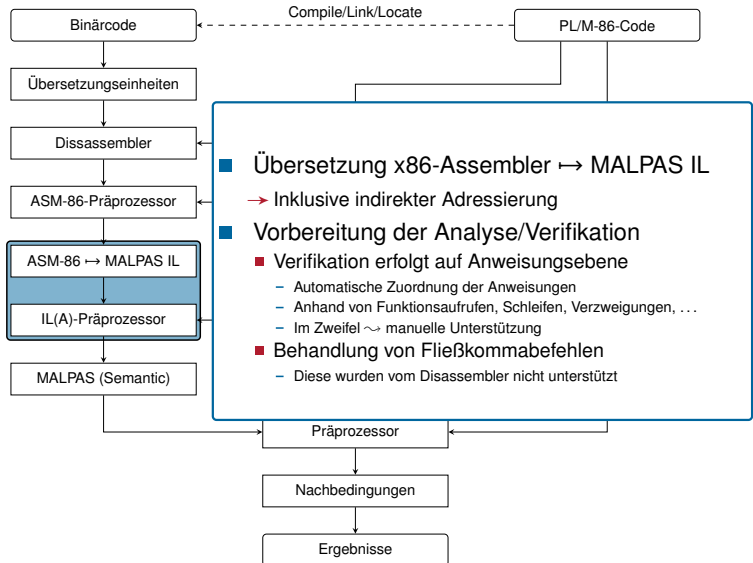 Compile/Link/Locate
Binärcode
PL/M-86-Code
Übersetzungseinheiten
Dissassembler
ASM-86-Präprozessor
ASM-86 ↦ MALPAS IL
IL(A)-Präprozessor
MALPAS (Semantic)
Übersetzung x86-Assembler ↦ MALPAS IL
→ Inklusive indirekter Adressierung
Vorbereitung der Analyse/Verifikation
Verifikation erfolgt auf Anweisungsebene
– Automatische Zuordnung der Anweisungen
– Anhand von Funktionsaufrufen, Schleifen, Verzweigungen, ...
– Im Zweifel ⤳ manuelle Unterstützung
Behandlung von Fließkommabefehlen
– Diese wurden vom Disassembler nicht unterstützt
Präprozessor
Nachbedingungen
Ergebnisse